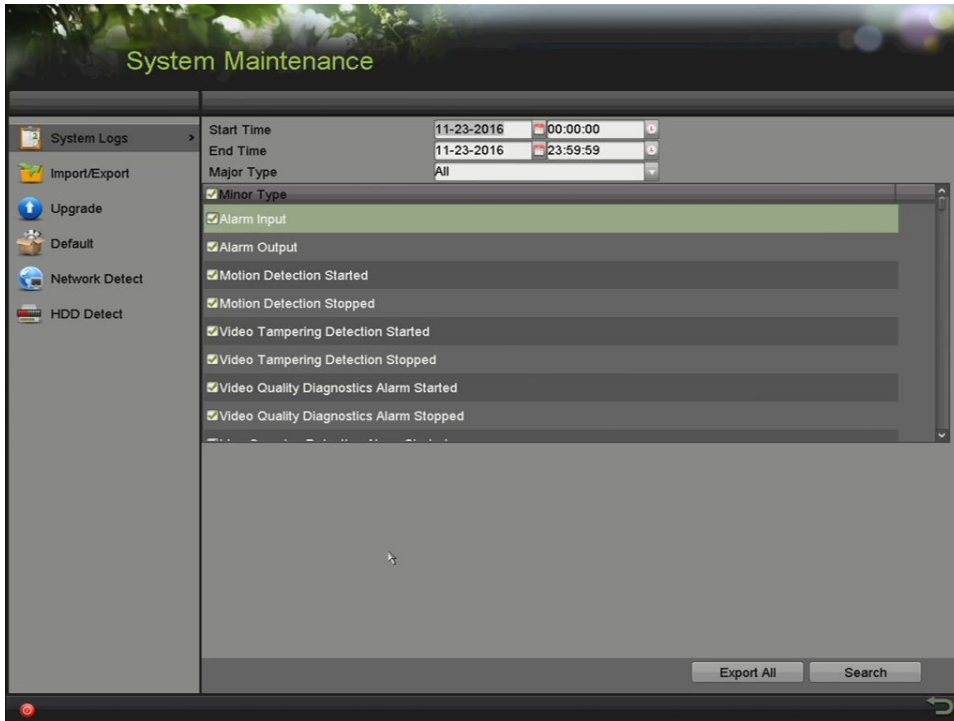 System Maintenance
System Logs >
Import/Export
Upgrade
Default
Network Detect
HDD Detect
Start Time 11-23-2016 00:00:00
End Time 11-23-2016 23:59:59
Major Type All
Minor Type
Alarm Input
Alarm Output
Motion Detection Started
Motion Detection Stopped
Video Tampering Detection Started
Video Tampering Detection Stopped
Video Quality Diagnostics Alarm Started
Video Quality Diagnostics Alarm Stopped
Export All Search